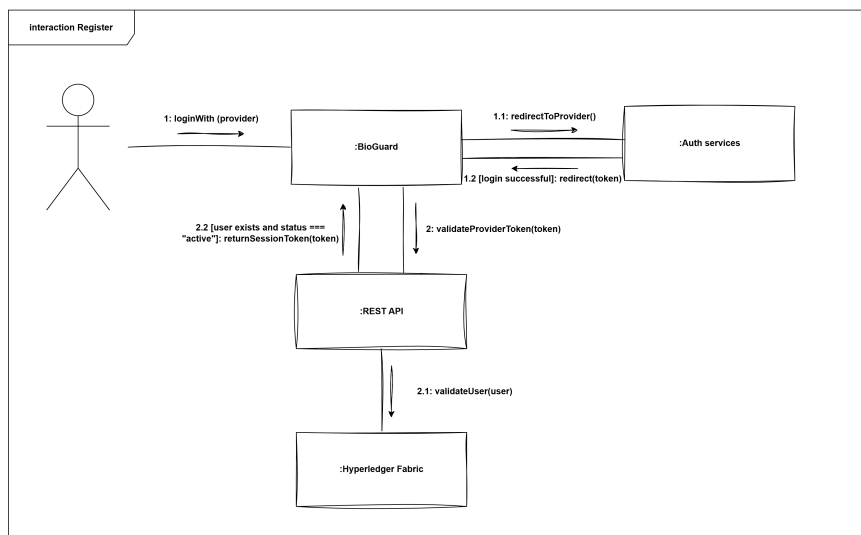 interaction Register
1: loginWith (provider)
1.1: redirectToProvider()
:BioGuard
:Auth services
1.2 [login successful]: redirect(token)
2.2 [user exists and status ===
"active"]: returnSessionToken(token)
2: validateProviderToken(token)
:REST API
2.1: validateUser(user)
:Hyperledger Fabric